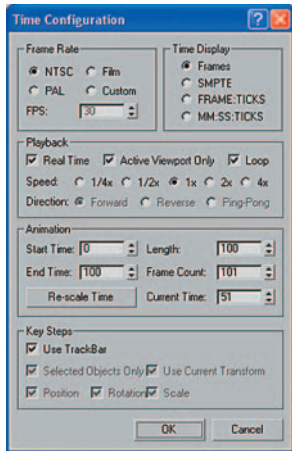 Time Configuration
Frame Rate
NTSC Film
PAL Custom
FPS: 30
Time Display
Frames
SMPTE
FRAME:TICKS
MM:SS:TICKS
Playback
Real Time Active Viewport Only Loop
Speed: 1/4x 1/2x 1x 2x 4x
Direction: Forward Reverse Ping-Pong
Animation
Start Time: 0 Length: 100
End Time: 100 Frame Count: 101
Re-scale Time Current Time: 51
Key Steps
Use TrackBar
Selected Objects Only Use Current Transform
Position Rotation Scale
OK Cancel